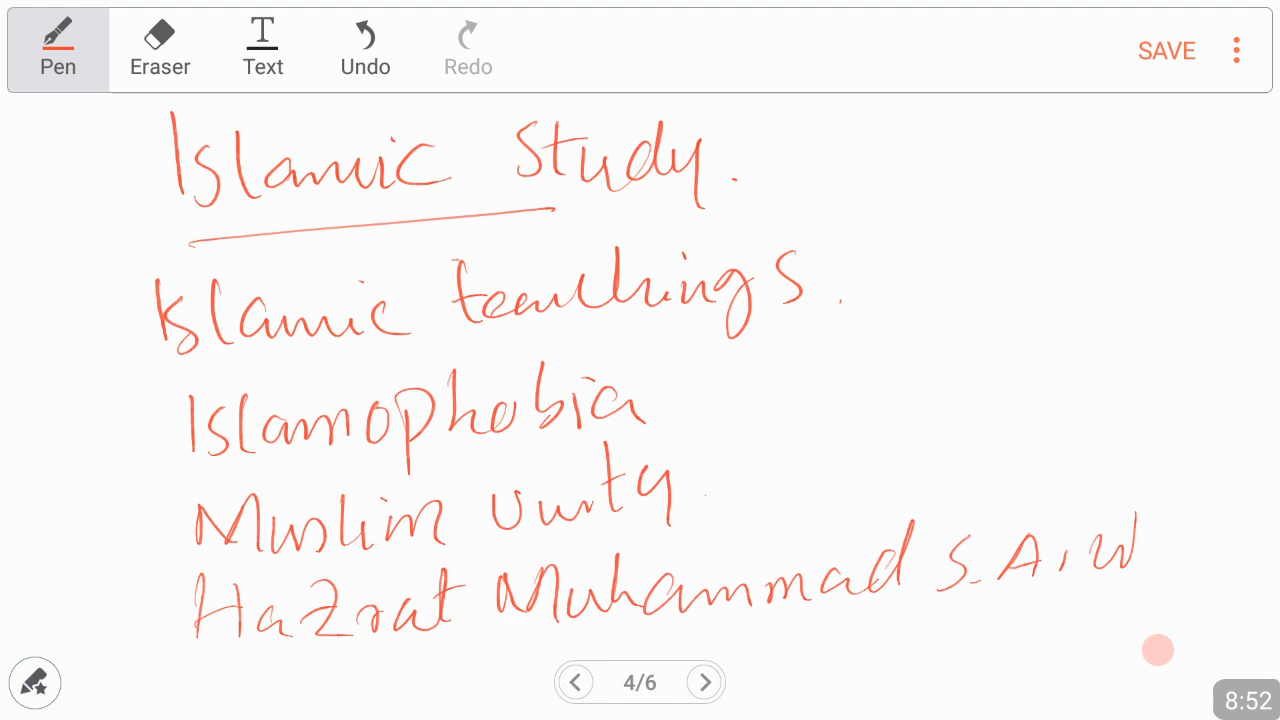 Pen Eraser Text Undo Redo SAVE
Islamic Study.
Islamic teachings.
Islamophobia
Muslim unity.
Hazrat Muhammad S.A.W
4/6
8:52